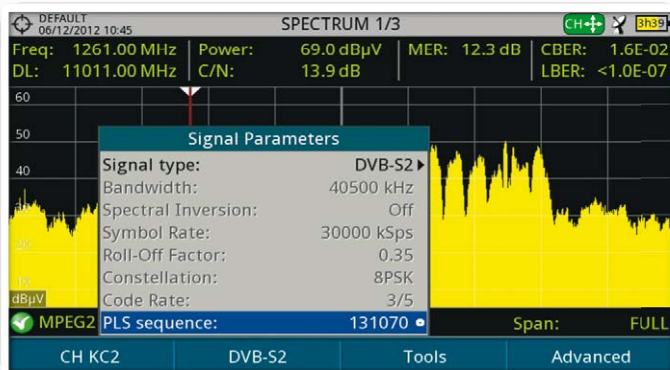 DEFAULT
06/12/2012 10:45
SPECTRUM 1/3
CH
3h39
Freq: 1261.00 MHz
Power: 69.0 dBµV
MER: 12.3 dB
CBER: 1.6E-02
DL: 11011.00 MHz
C/N: 13.9 dB
LBER: <1.0E-07
60
50
40
Signal Parameters
Signal type: DVB-S2
Bandwidth: 40500 kHz
Spectral Inversion: Off
Symbol Rate: 30000 kSps
Roll-Off Factor: 0.35
Constellation: 8PSK
Code Rate: 3/5
PLS sequence: 131070
dBµV
MPEG2
Span: FULL
CH KC2
DVB-S2
Tools
Advanced